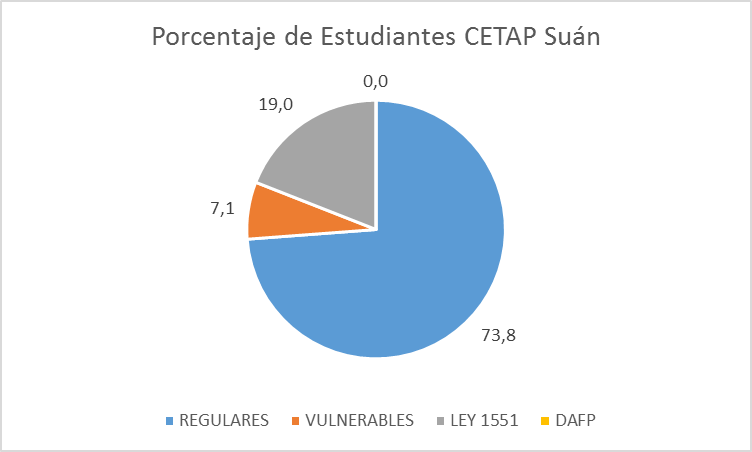 Porcentaje de Estudiantes CETAP Suán
0,0
19,0
7,1
73,8
REGULARES VULNERABLES LEY 1551 DAFP